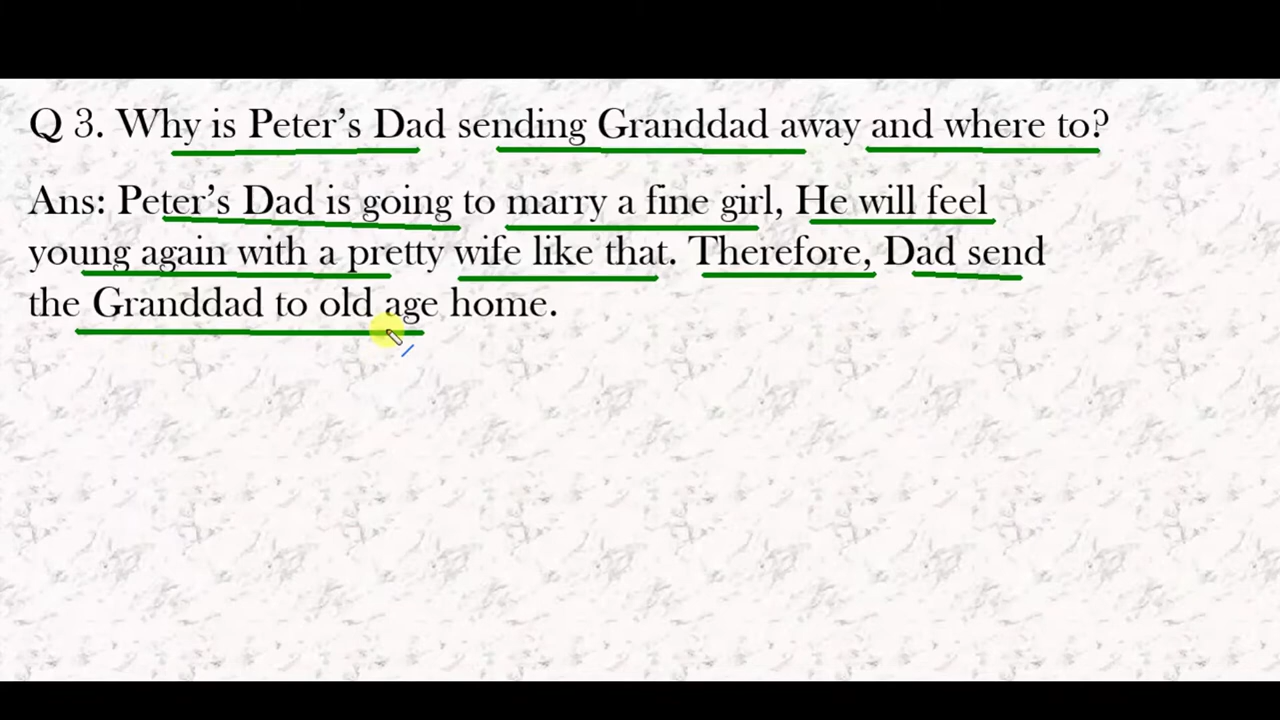 Q 3. Why is Peter's Dad sending Granddad away and where to?
Ans: Peter's Dad is going to marry a fine girl, He will feel
young again with a pretty wife like that. Therefore, Dad send
the Granddad to old age home.